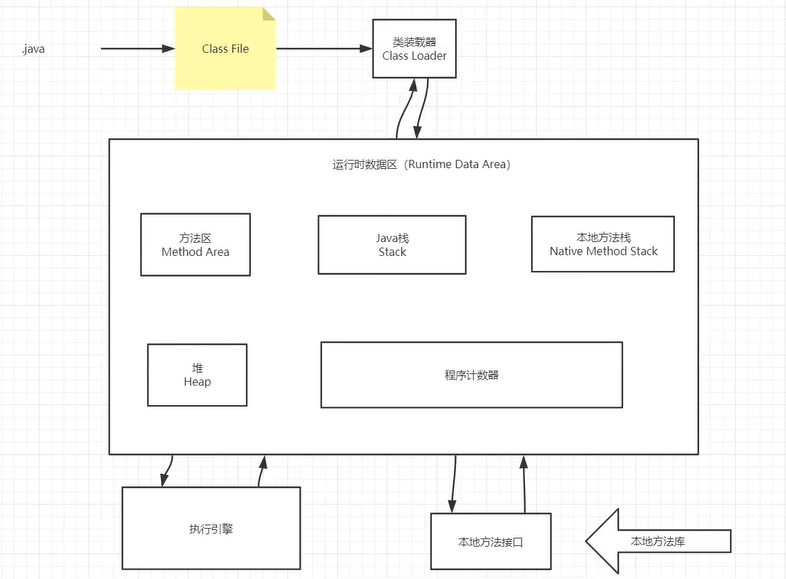 .java
Class File
类装载器
Class Loader
运行时数据区（Runtime Data Area）
方法区
Method Area
Java栈
Stack
本地方法栈
Native Method Stack
堆
Heap
程序计数器
执行引擎
本地方法接口
本地方法库